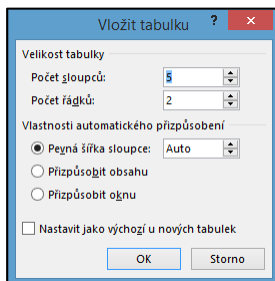 Vložit tabulku ?
Velikost tabulky
Počet sloupců: 5
Počet řádků: 2
Vlastnosti automatického přizpůsobení
Pevná šířka sloupce: Auto
Přizpůsobit obsahu
Přizpůsobit oknu
Nastavit jako výchozí u nových tabulek
OK Storno